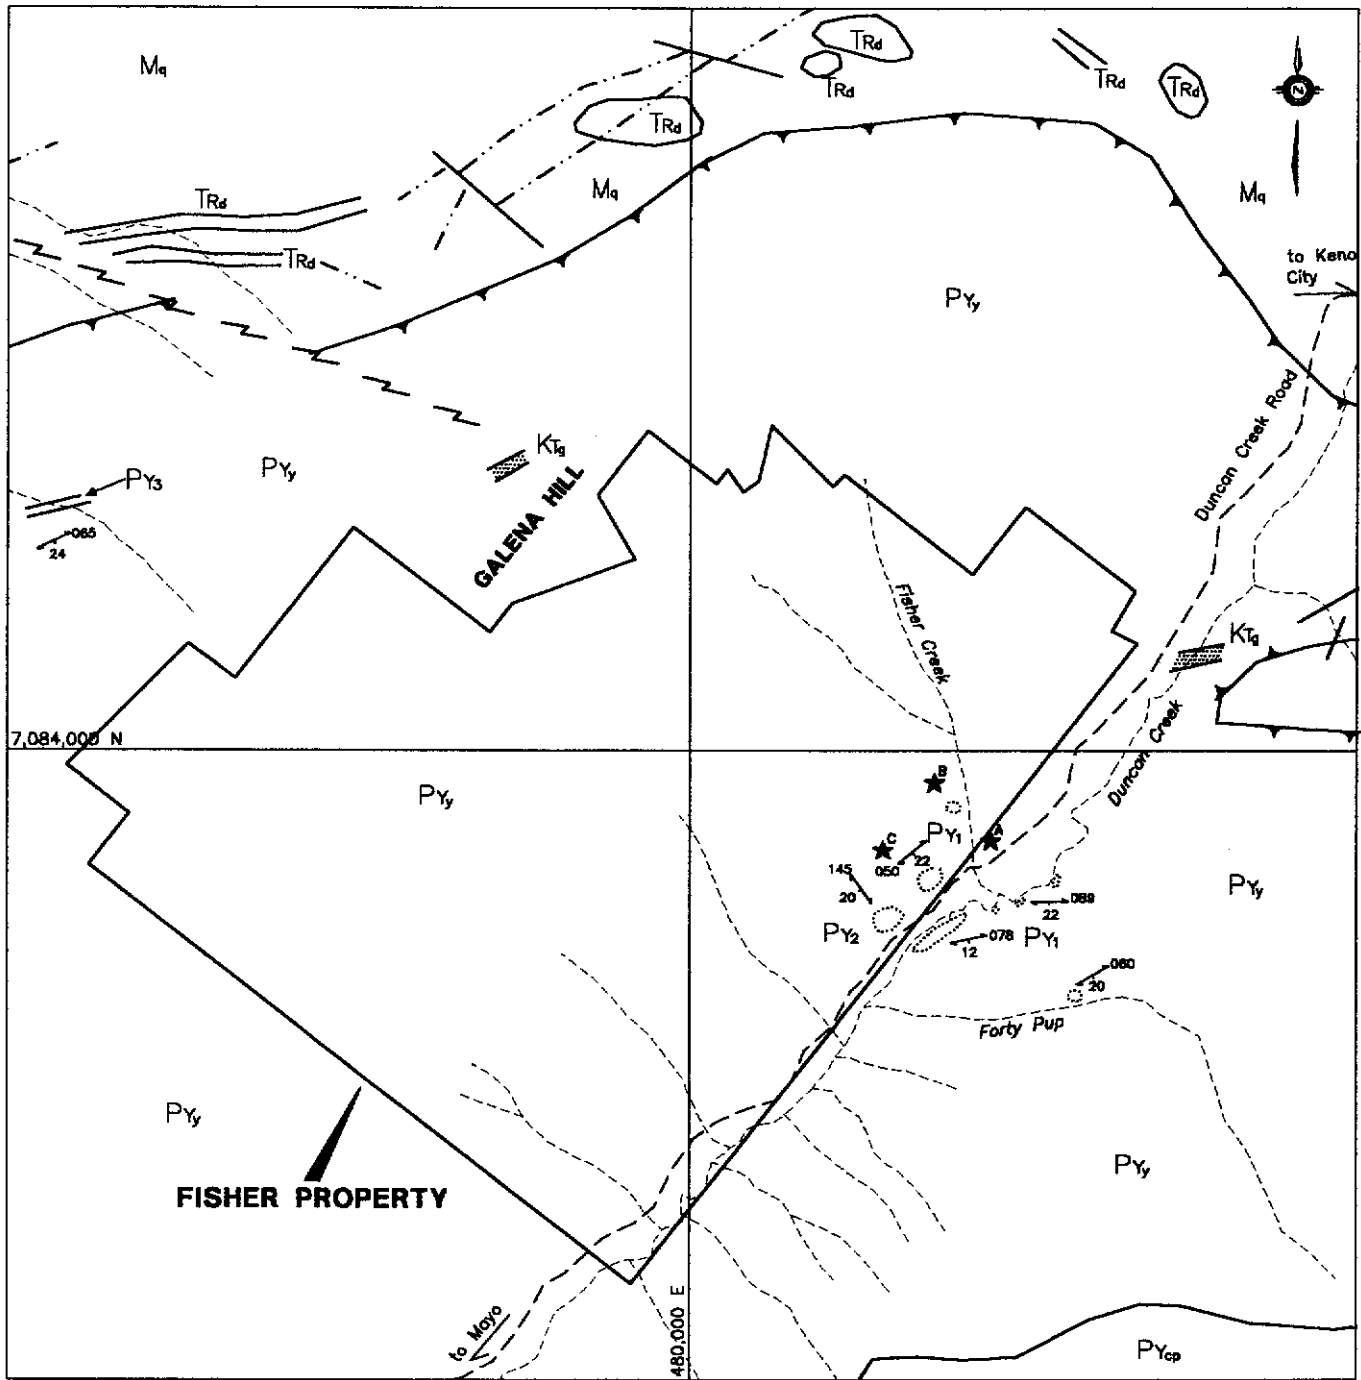 Mq
TRd
TRd
TRd
TRd
TRd
N
Mq
Mq
TRd
TRd
to Keno
City
PYy
Duncan Creek Road
KTg
PYy
PY3
GALENA HILL
065
24
Fisher Creek
KTg
Duncan Creek
7,084,000 N
B
PYy
PY1
A
C
22
050
145
20
PYy
089
22
PY2
078
PY1
12
060
20
Forty Pup
PYy
PYy
FISHER PROPERTY
480,000 E
to Mayo
PYcp